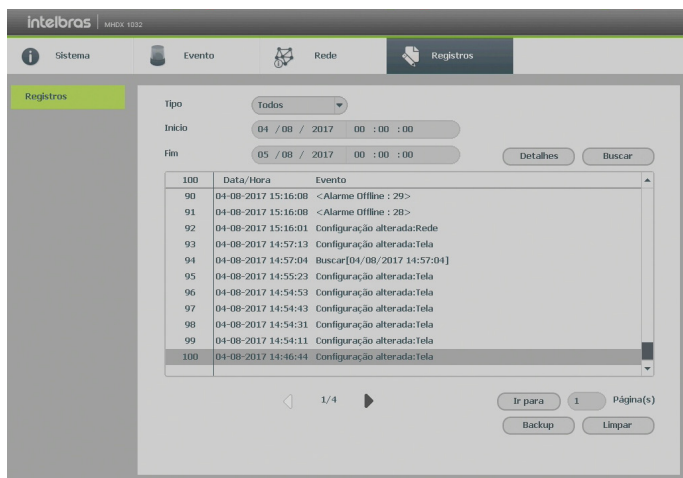 intelbras MHDX 1032
Sistema Evento Rede Registros
Registros
Tipo Todos
Início 04 / 08 / 2017 00 : 00 : 00
Fim 05 / 08 / 2017 00 : 00 : 00 Detalhes Buscar
100 Data/Hora Evento
90 04-08-2017 15:16:08 <Alarme Offline : 29>
91 04-08-2017 15:16:08 <Alarme Offline : 28>
92 04-08-2017 15:16:01 Configuração alterada:Rede
93 04-08-2017 14:57:13 Configuração alterada:Tela
94 04-08-2017 14:57:04 Buscar[04/08/2017 14:57:04]
95 04-08-2017 14:55:23 Configuração alterada:Tela
96 04-08-2017 14:54:53 Configuração alterada:Tela
97 04-08-2017 14:54:43 Configuração alterada:Tela
98 04-08-2017 14:54:31 Configuração alterada:Tela
99 04-08-2017 14:54:11 Configuração alterada:Tela
100 04-08-2017 14:46:44 Configuração alterada:Tela
1/4 Ir para 1 Página(s)
Backup Limpar